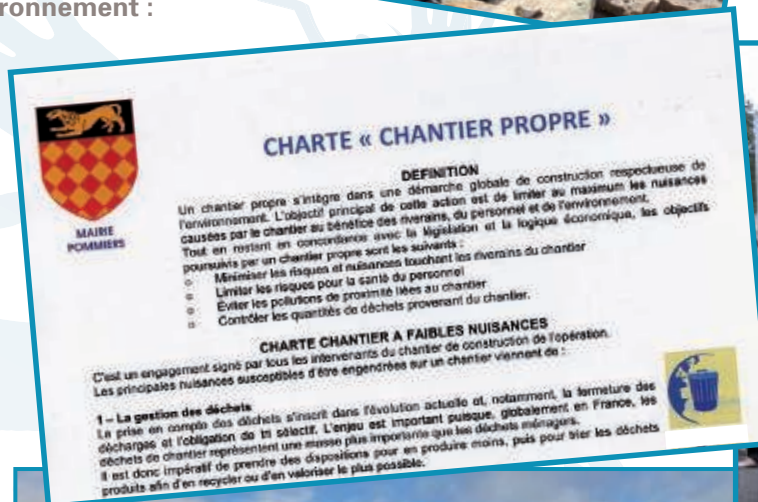 ronnement :
CHARTE « CHANTIER PROPRE »
MAIRIE
POMMIERS
DEFINITION
Un chantier propre s'intègre dans une démarche globale de construction respectueuse de
l'environnement. L'objectif principal de cette action est de limiter au maximum les nuisances
causées par le chantier au bénéfice des riverains, du personnel et de l'environnement.
Tout en restant en concordance avec la législation et la logique économique, les objectifs
poursuivis par un chantier propre sont les suivants :
o Minimiser les risques et nuisances touchant les riverains du chantier
o Limiter les risques pour la santé du personnel
o Éviter les pollutions de proximité liées au chantier
o Contrôler les quantités de déchets provenant du chantier.
CHARTE CHANTIER A FAIBLES NUISANCES
C'est un engagement signé par tous les intervenants du chantier de construction de l'opération.
Les principales nuisances susceptibles d'être engendrées sur un chantier viennent de :
1 – La gestion des déchets
La prise en compte des déchets s'inscrit dans l'évolution actuelle et, notamment, la fermeture des
décharges et l'obligation de tri sélectif. L'enjeu est important puisque, globalement en France, les
déchets de chantier représentent une masse plus importante que les déchets ménagers.
Il est donc impératif de prendre des dispositions pour en produire moins, puis pour trier les déchets
produits afin d'en recycler ou d'en valoriser le plus possible.